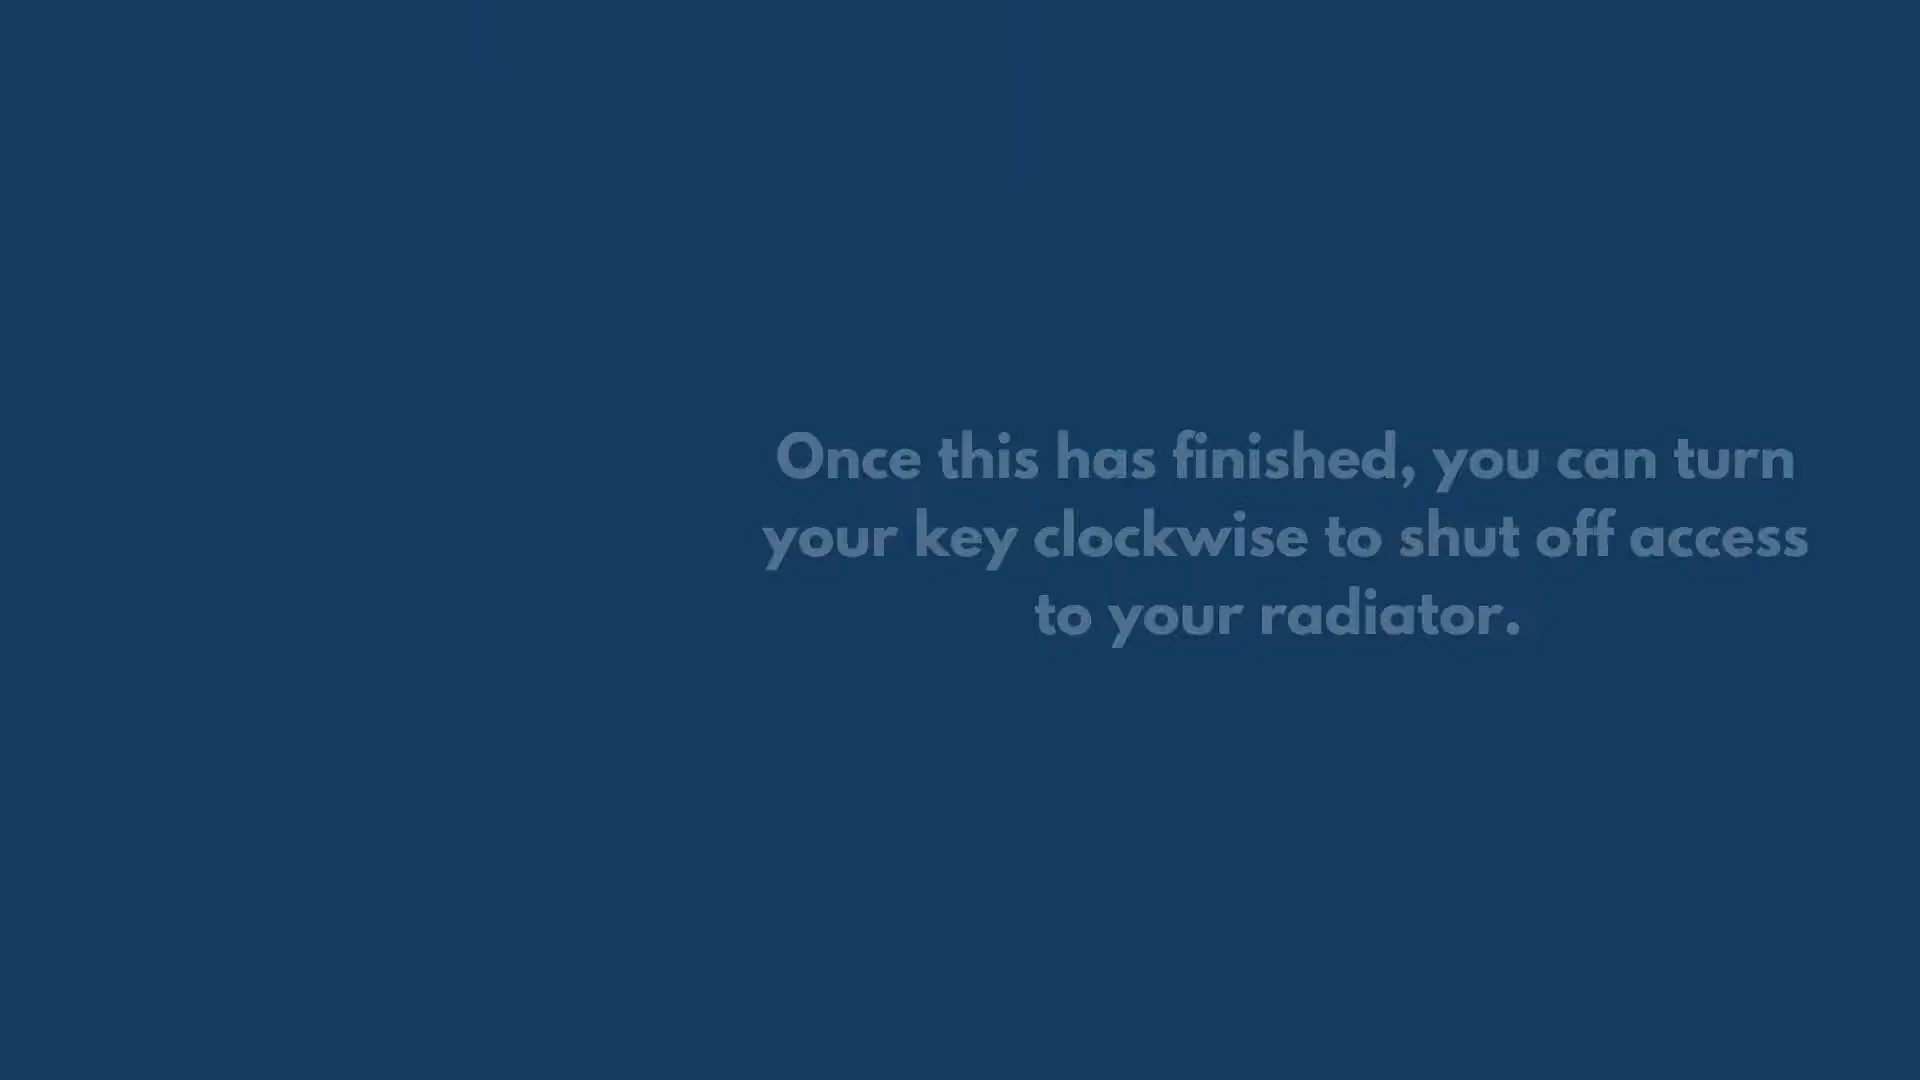 Once this has finished, you can turn
your key clockwise to shut off access
to your radiator.